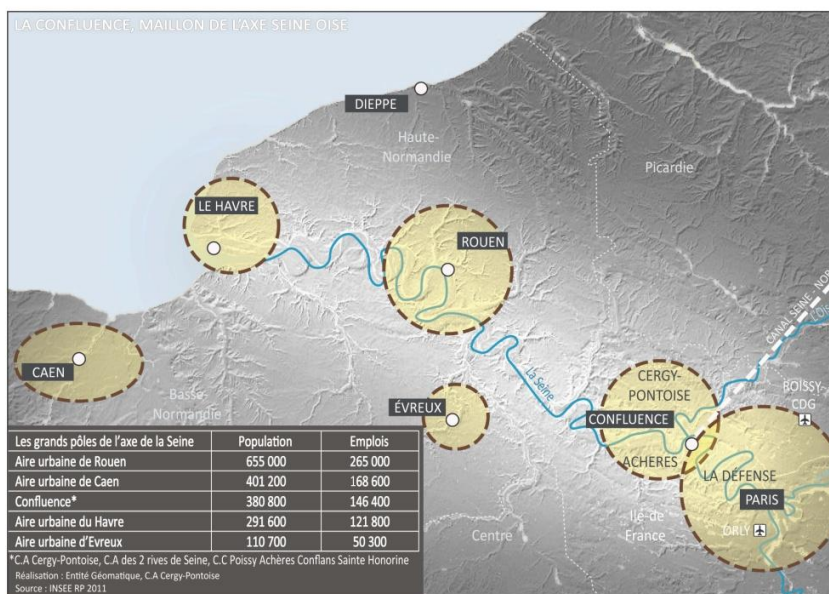 LA CONFLUENCE, MAILLON DE L'AXE SEINE OISE
DIEPPE
Haute-
Normandie
Picardie
LE HAVRE
ROUEN
CANAL SEINE NO
L'OI
CAEN
Basse-
Normandie
La Seine
ÉVREUX
CERGY-
PONTOISE
CONFLUENCE
ROISSY-
CDG
ACHERES
LA DÉFENSE
PARIS
Ile-de
France
ORLY
Centre
Les grands pôles de l'axe de la Seine Population Emplois
Aire urbaine de Rouen 655 000 265 000
Aire urbaine de Caen 401 200 168 600
Confluence* 380 800 146 400
Aire urbaine du Havre 291 600 121 800
Aire urbaine d'Evreux 110 700 50 300
*C.A Cergy-Pontoise, C.A des 2 rives de Seine, C.C Poissy Achères Conflans Sainte Honorine
Réalisation : Entité Géomatique, C.A Cergy-Pontoise
Source : INSEE RP 2011